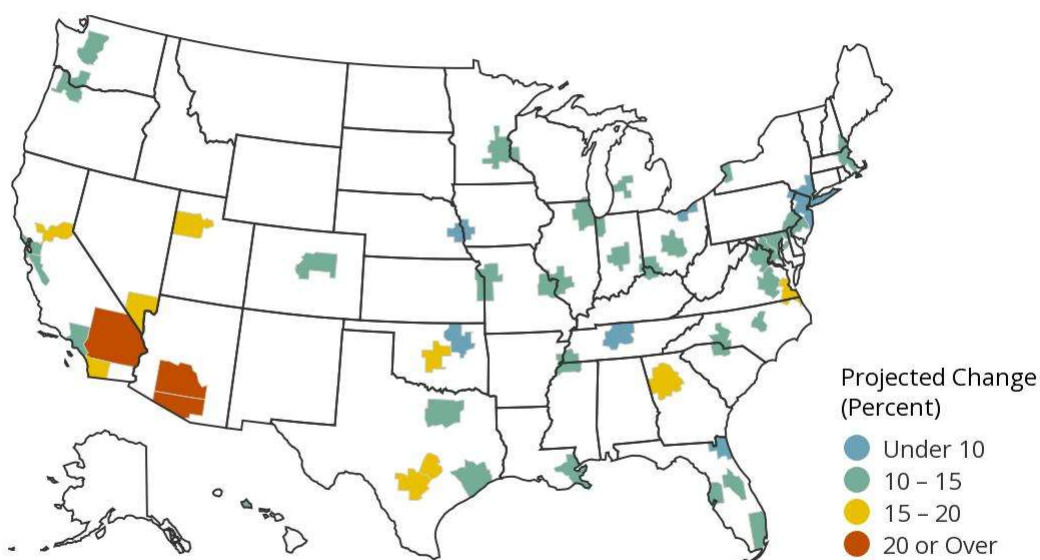 Projected Change
(Percent)
Under 10
10 – 15
15 – 20
20 or Over